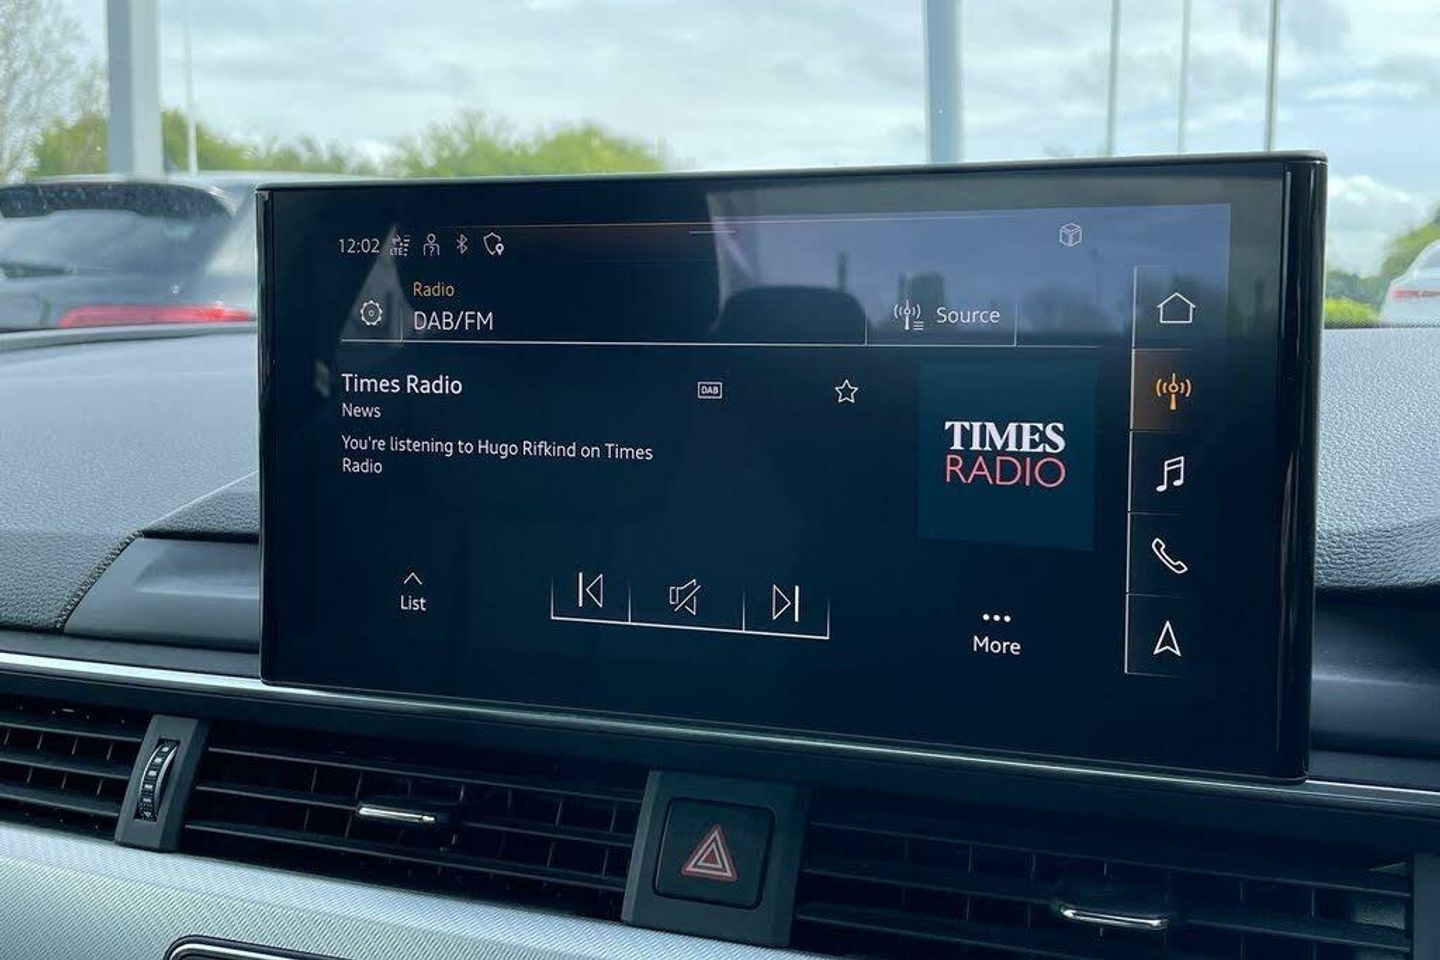 12:02 LTE
Radio
DAB/FM
Source
Times Radio
DAB
News
You're listening to Hugo Rifkind on Times
Radio
TIMES
RADIO
List
More